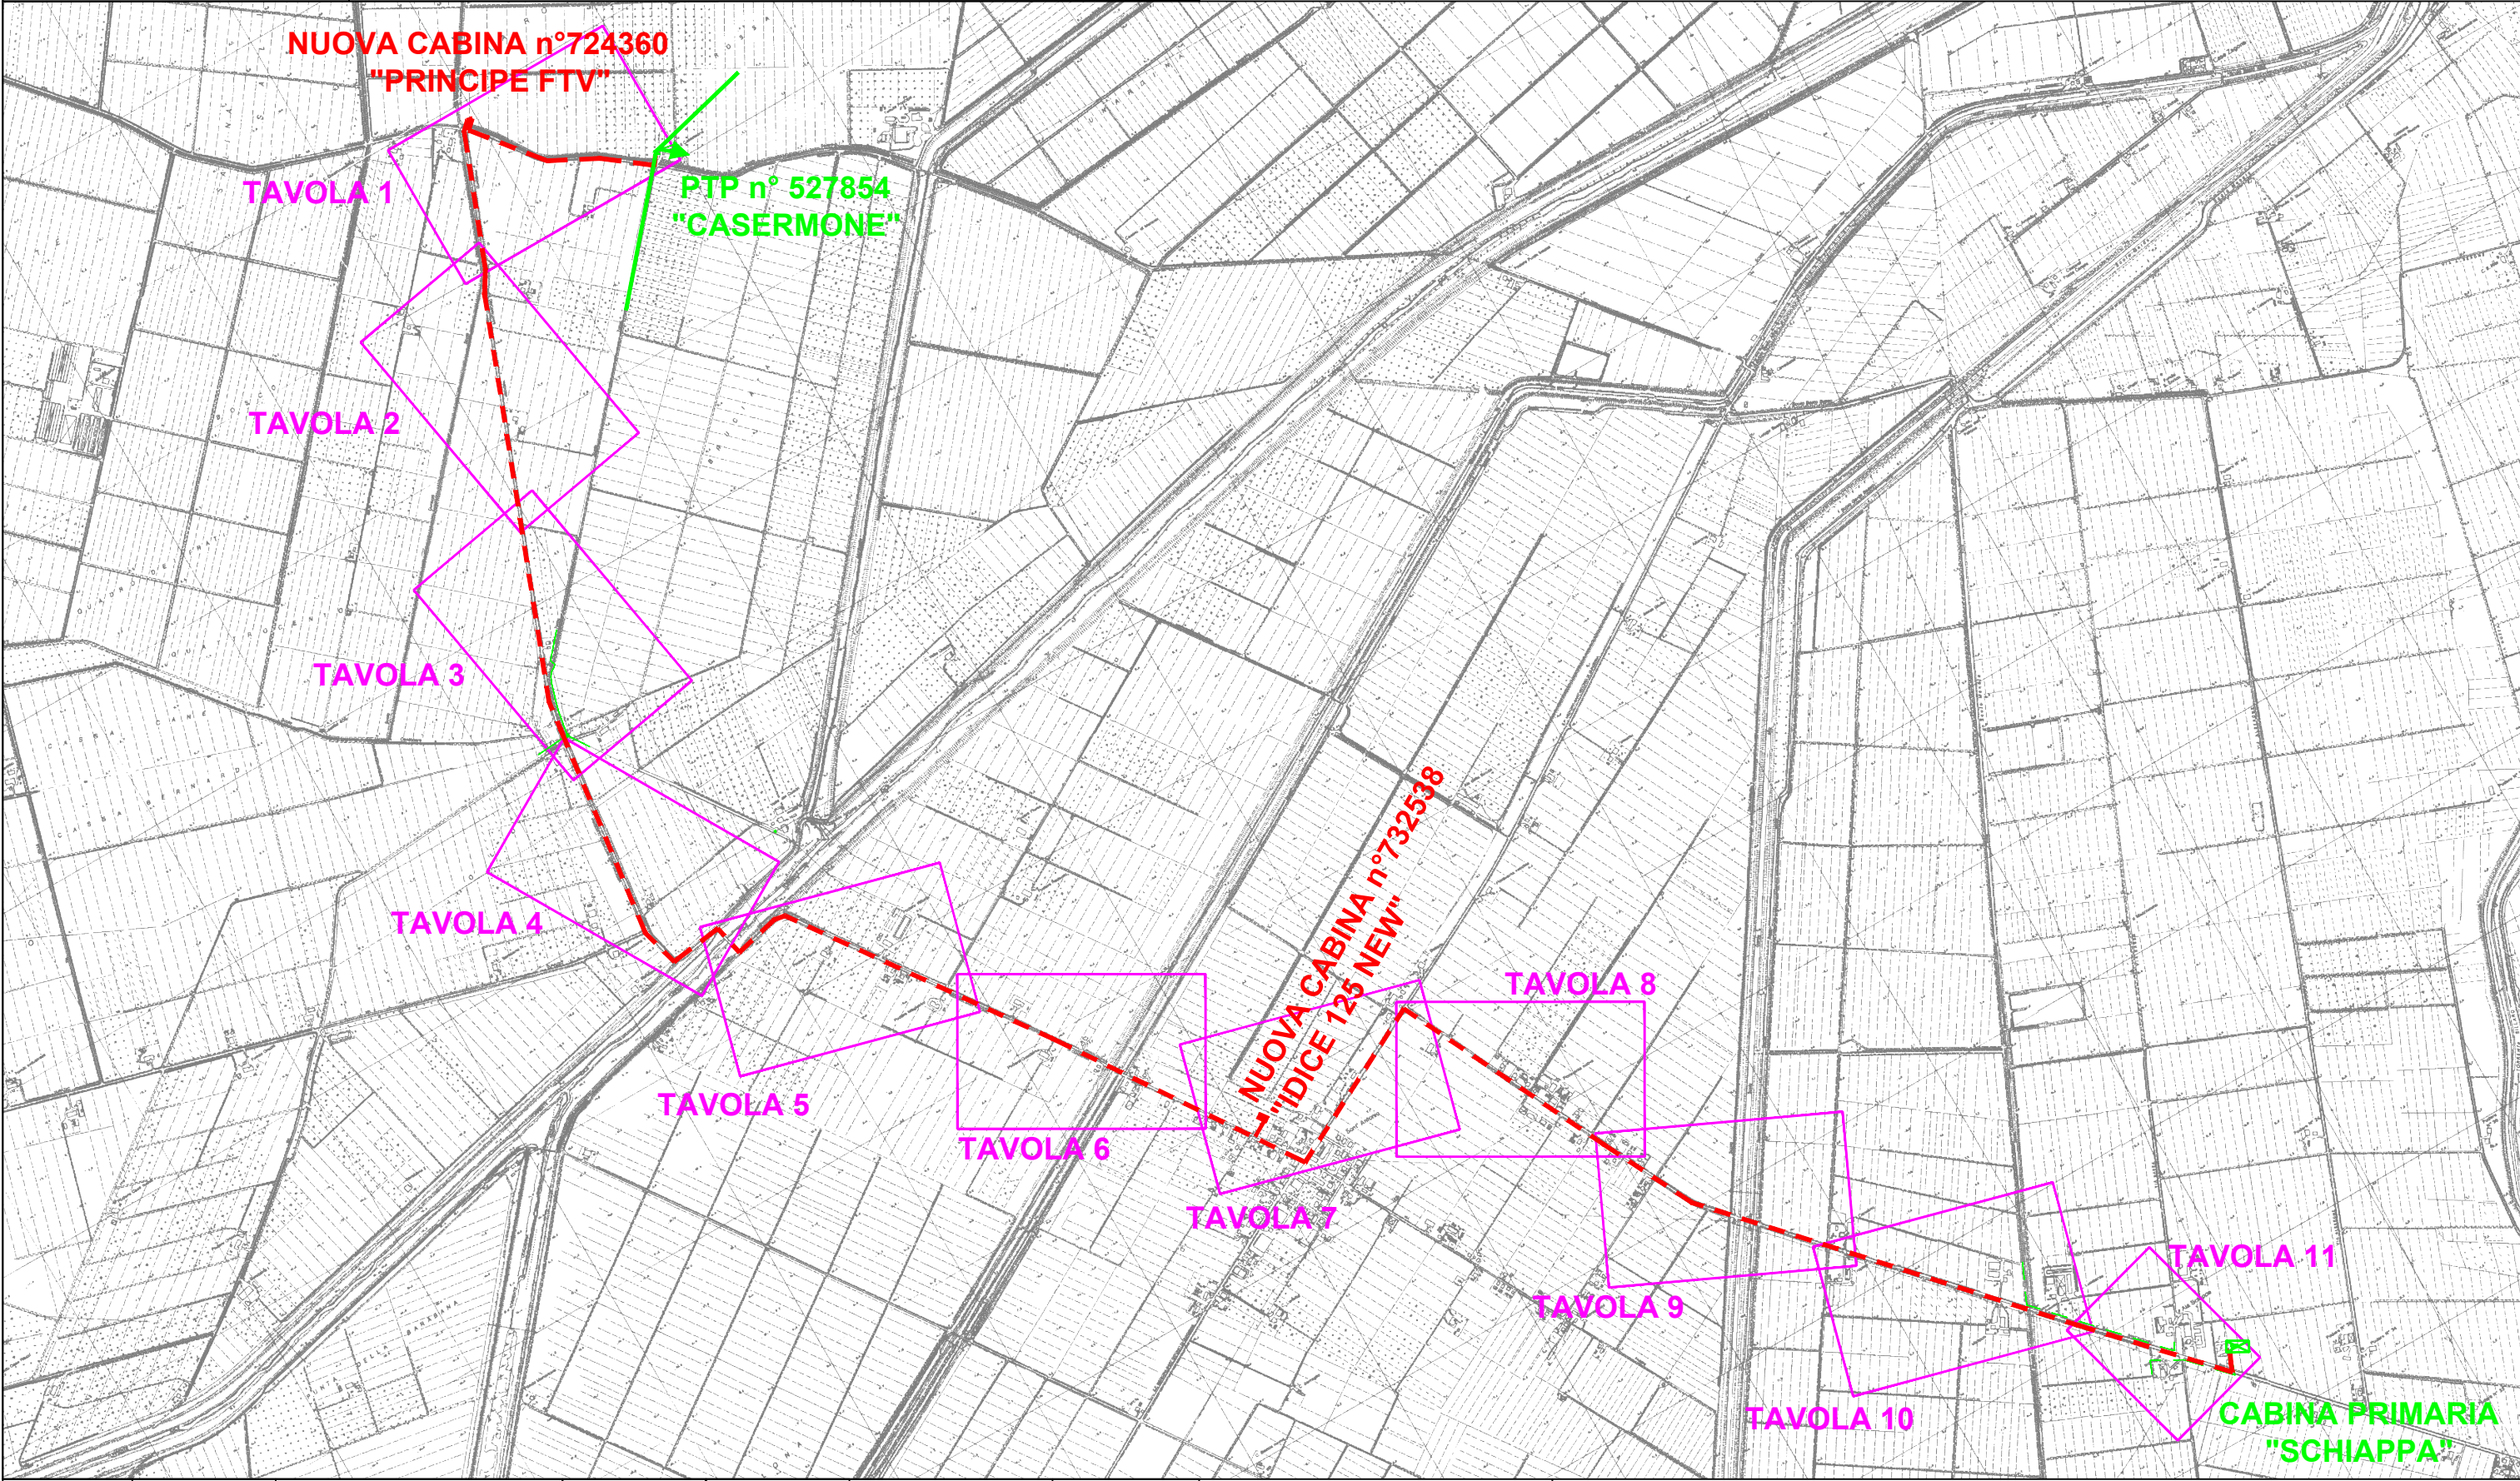 NUOVA CABINA n°724360
"PRINCIPE FTV"
TAVOLA 1
PTP n° 527854
"CASERMONE"
TAVOLA 2
TAVOLA 3
TAVOLA 4
TAVOLA 5
TAVOLA 6
NUOVA CABINA n°732538
"IDICE 125 NEW"
TAVOLA 7
TAVOLA 8
TAVOLA 9
TAVOLA 10
TAVOLA 11
CABINA PRIMARIA
"SCHIAPPA"